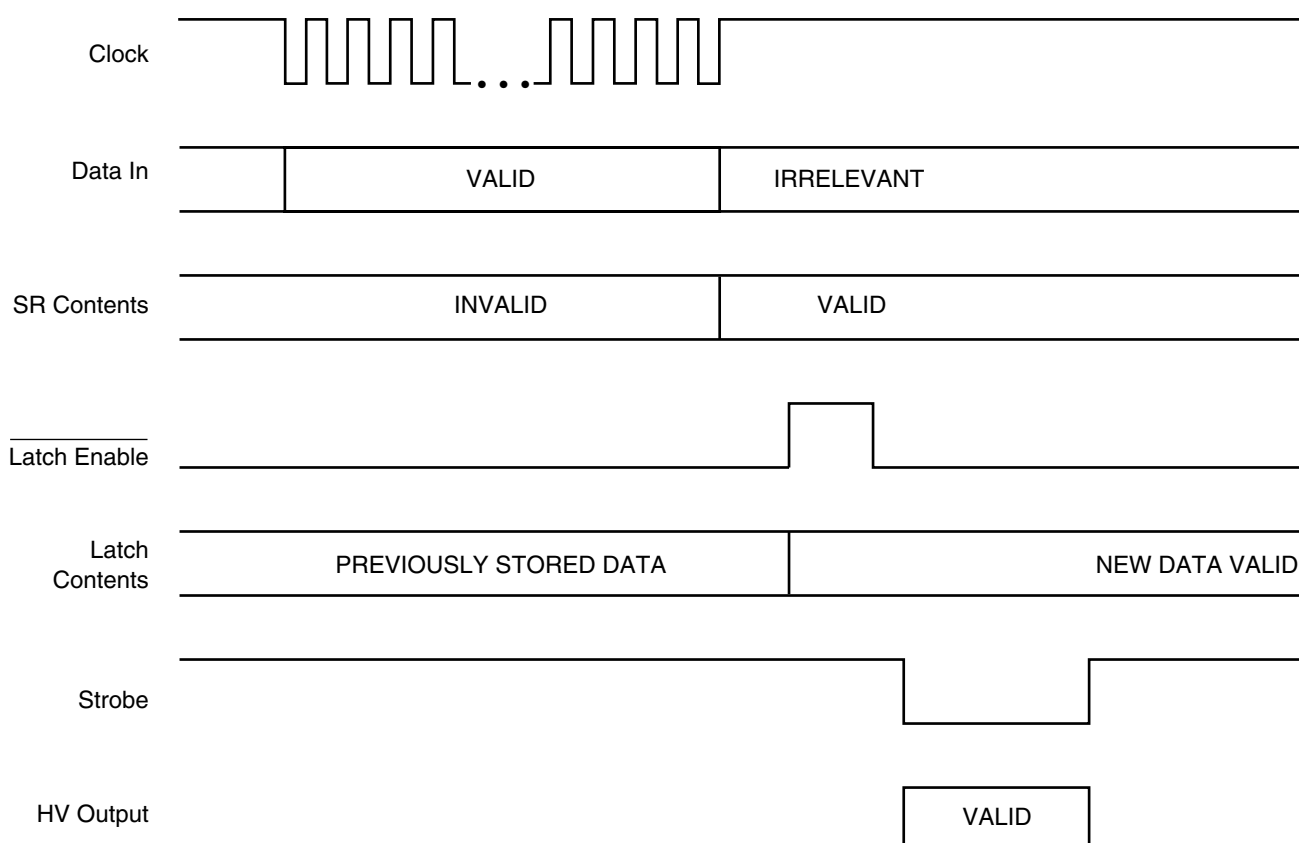 Clock
Data In
VALID
IRRELEVANT
SR Contents
INVALID
VALID
Latch Enable
Latch
Contents
PREVIOUSLY STORED DATA
NEW DATA VALID
Strobe
HV Output
VALID